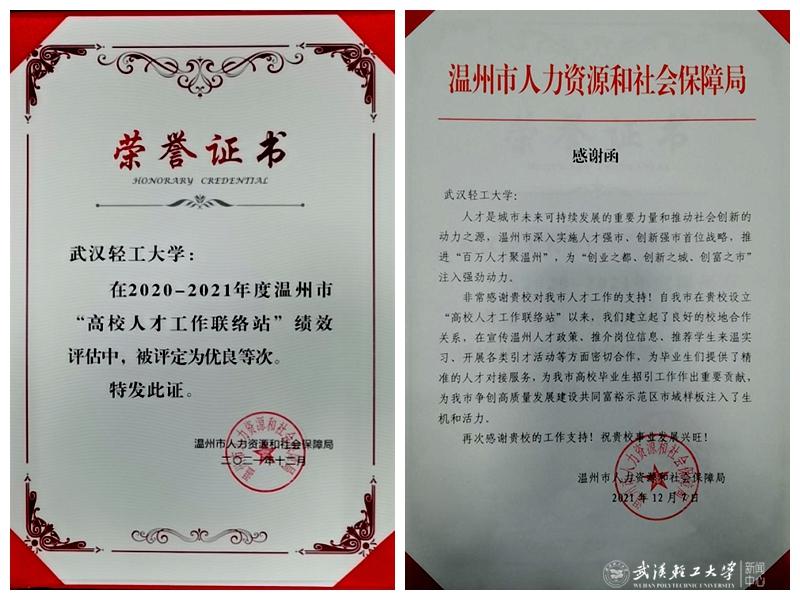 荣誉证书
HONORARY CREDENTIAL
武汉轻工大学：
在2020-2021年度温州市
“高校人才工作联络站”绩效
评估中，被评定为优良等次。
特发此证。
温州市人力资源和社会保障局
二〇二一年十二月
温州市人力资源和社会保障局
感谢函
武汉轻工大学：
人才是城市未来可持续发展的重要力量和推动社会创新的
动力之源，温州市深入实施人才强市、创新强市首位战略，推
进“百万人才聚温州”，为“创业之都、创新之城、创富之市”
注入强劲动力。
非常感谢贵校对我市人才工作的支持！自我市在贵校设立
“高校人才工作联络站”以来，我们建立起了良好的校地合作
关系，在宣传温州人才政策、推介岗位信息、推荐学生来温实
习、开展各类引才活动等方面密切合作，为毕业生们提供了精
准的人才对接服务，为我市高校毕业生招引工作作出重要贡献，
为我市争创高质量发展建设共同富裕示范区市域样板注入了生
机和活力。
再次感谢贵校的工作支持！祝贵校事业发展兴旺！
温州市人力资源和社会保障局
2021年12月7日
武汉轻工大学
WUHAN POLYTECHNIC UNIVERSITY
新闻
中心